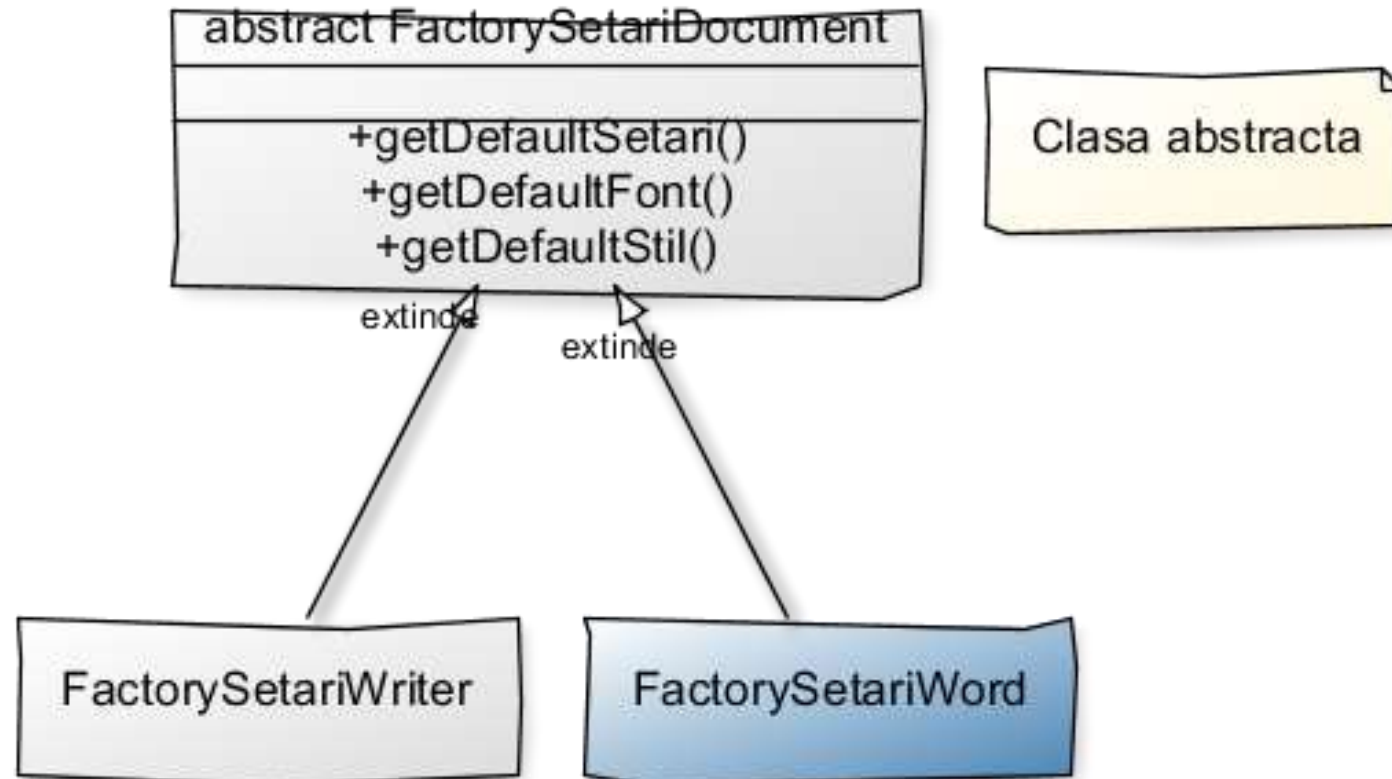 abstract FactorySetariDocument
+getDefaultSetari()
+getDefaultFont()
+getDefaultStil()
Clasa abstracta
extinde
extinde
FactorySetariWriter
FactorySetariWord